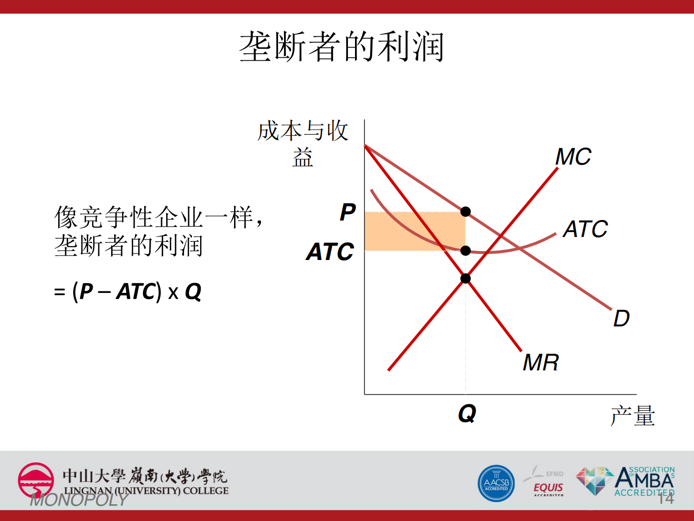 垄断者的利润
成本与收
益
像竞争性企业一样，
垄断者的利润
= (P – ATC) x Q
P
ATC
MC
ATC
D
MR
Q
产量
中山大學嶺南(大學)學院
LINGNAN (UNIVERSITY) COLLEGE
MONOPOLY
AACSB
ACCREDITED
EFMD
EQUIS
ACCREDITED
ASSOCIATION
AMBA
ACCREDITED
14